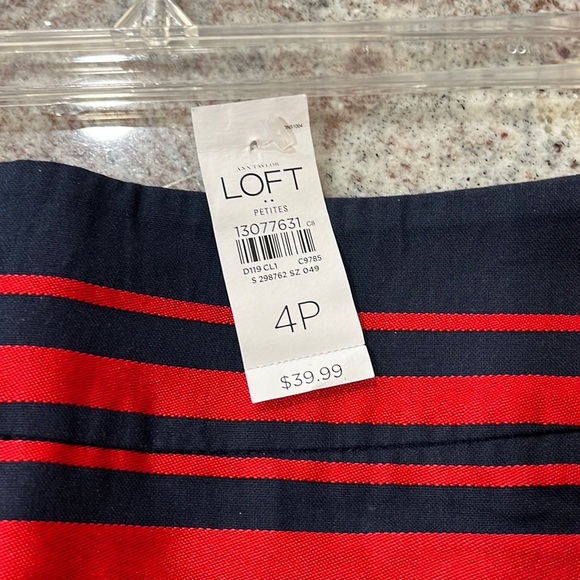 ANN TAYLOR
LOFT
PETITES
13077631 C8
D119 CL1 C9785
S 298762 SZ 049
4P
$39.99